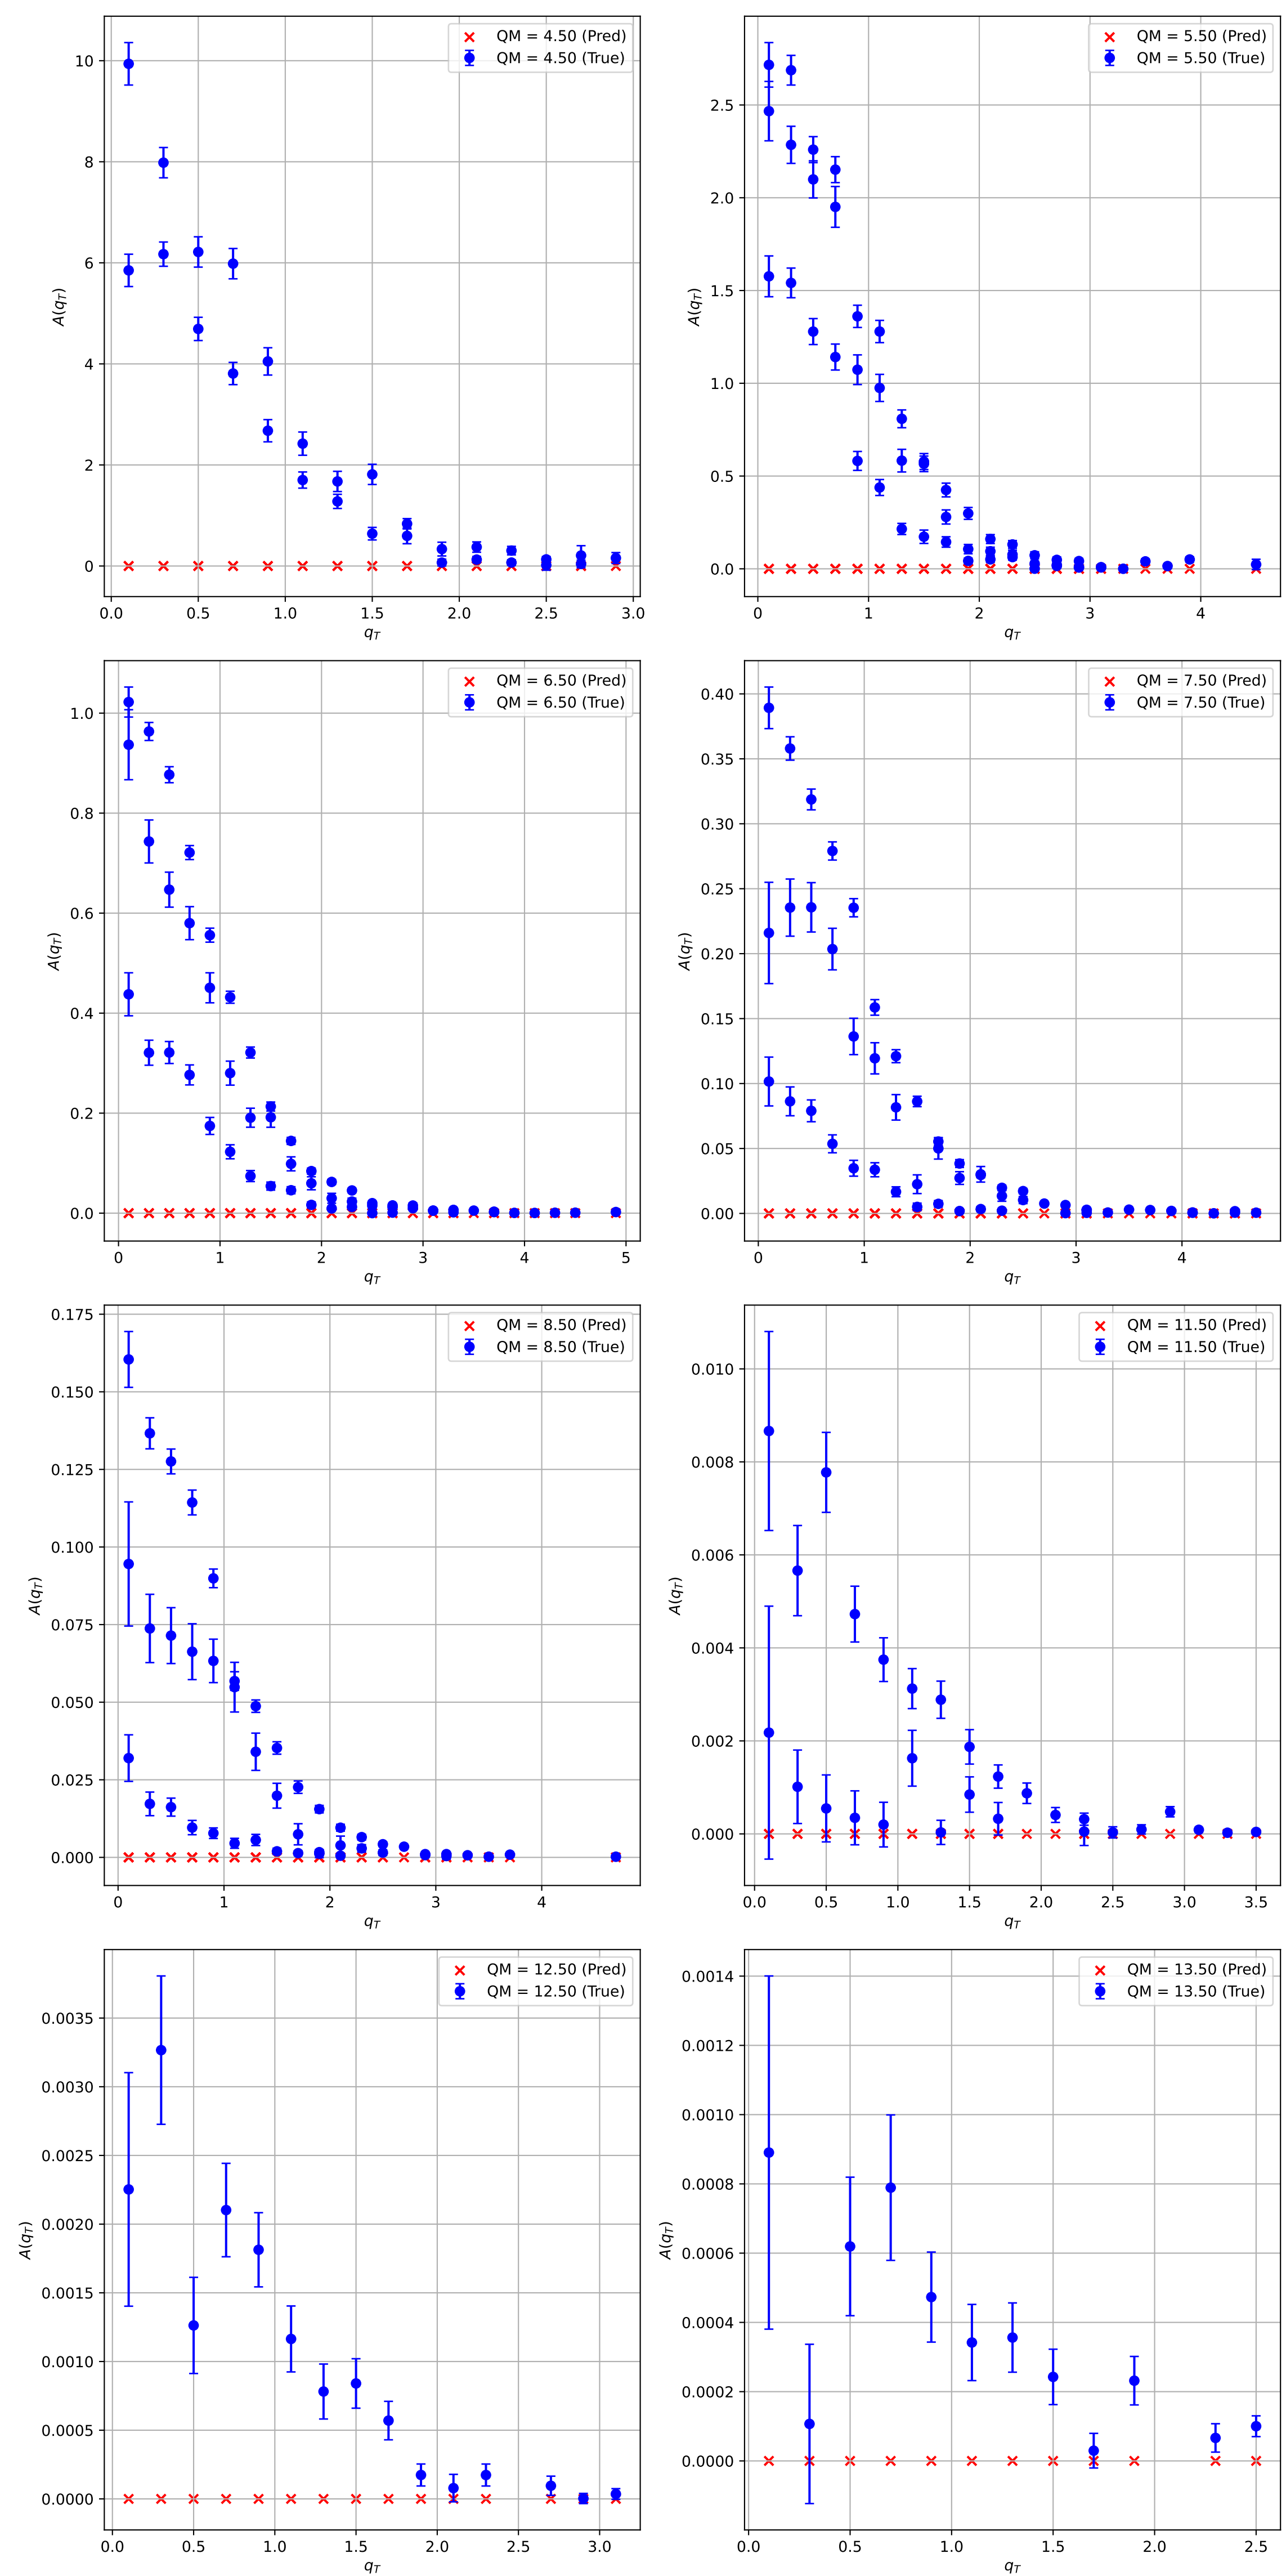 QM = 4.50 (Pred)
QM = 4.50 (True)
10
8
6
4
2
0
A(q_T)
0.0 0.5 1.0 1.5 2.0 2.5 3.0
q_T
QM = 5.50 (Pred)
QM = 5.50 (True)
2.5
2.0
1.5
1.0
0.5
0.0
A(q_T)
0 1 2 3 4
q_T
QM = 6.50 (Pred)
QM = 6.50 (True)
1.0
0.8
0.6
0.4
0.2
0.0
A(q_T)
0 1 2 3 4 5
q_T
QM = 7.50 (Pred)
QM = 7.50 (True)
0.40
0.35
0.30
0.25
0.20
0.15
0.10
0.05
0.00
A(q_T)
0 1 2 3 4
q_T
QM = 8.50 (Pred)
QM = 8.50 (True)
0.175
0.150
0.125
0.100
0.075
0.050
0.025
0.000
A(q_T)
0 1 2 3 4
q_T
QM = 11.50 (Pred)
QM = 11.50 (True)
0.010
0.008
0.006
0.004
0.002
0.000
A(q_T)
0.0 0.5 1.0 1.5 2.0 2.5 3.0 3.5
q_T
QM = 12.50 (Pred)
QM = 12.50 (True)
0.0035
0.0030
0.0025
0.0020
0.0015
0.0010
0.0005
0.0000
A(q_T)
0.0 0.5 1.0 1.5 2.0 2.5 3.0
q_T
QM = 13.50 (Pred)
QM = 13.50 (True)
0.0014
0.0012
0.0010
0.0008
0.0006
0.0004
0.0002
0.0000
A(q_T)
0.0 0.5 1.0 1.5 2.0 2.5
q_T